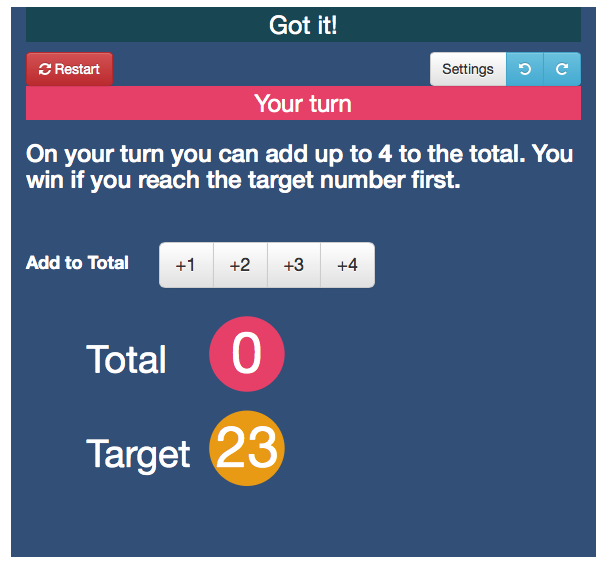 Got it!
Restart
Settings
Your turn
On your turn you can add up to 4 to the total. You
win if you reach the target number first.
Add to Total +1 +2 +3 +4
Total 0
Target 23